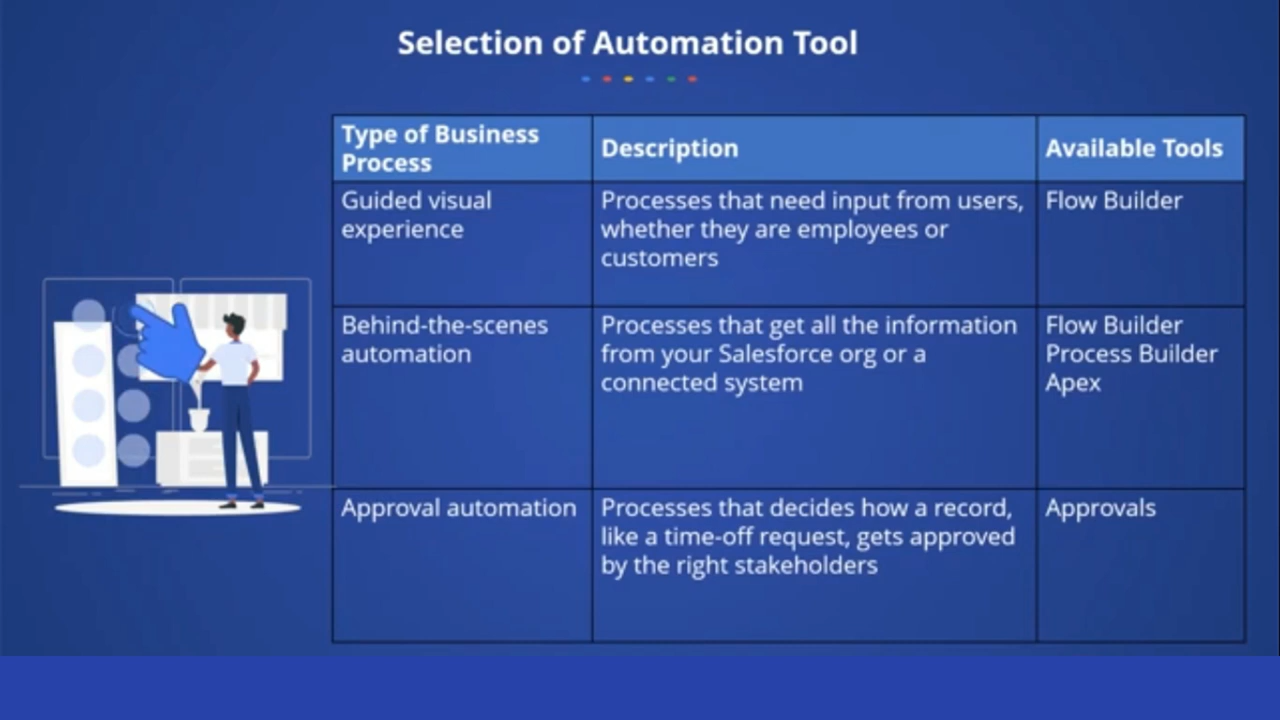 Selection of Automation Tool
Type of Business
Process
Description
Available Tools
Guided visual
experience
Processes that need input from users,
whether they are employees or
customers
Flow Builder
Behind-the-scenes
automation
Processes that get all the information
from your Salesforce org or a
connected system
Flow Builder
Process Builder
Apex
Approval automation
Processes that decides how a record,
like a time-off request, gets approved
by the right stakeholders
Approvals